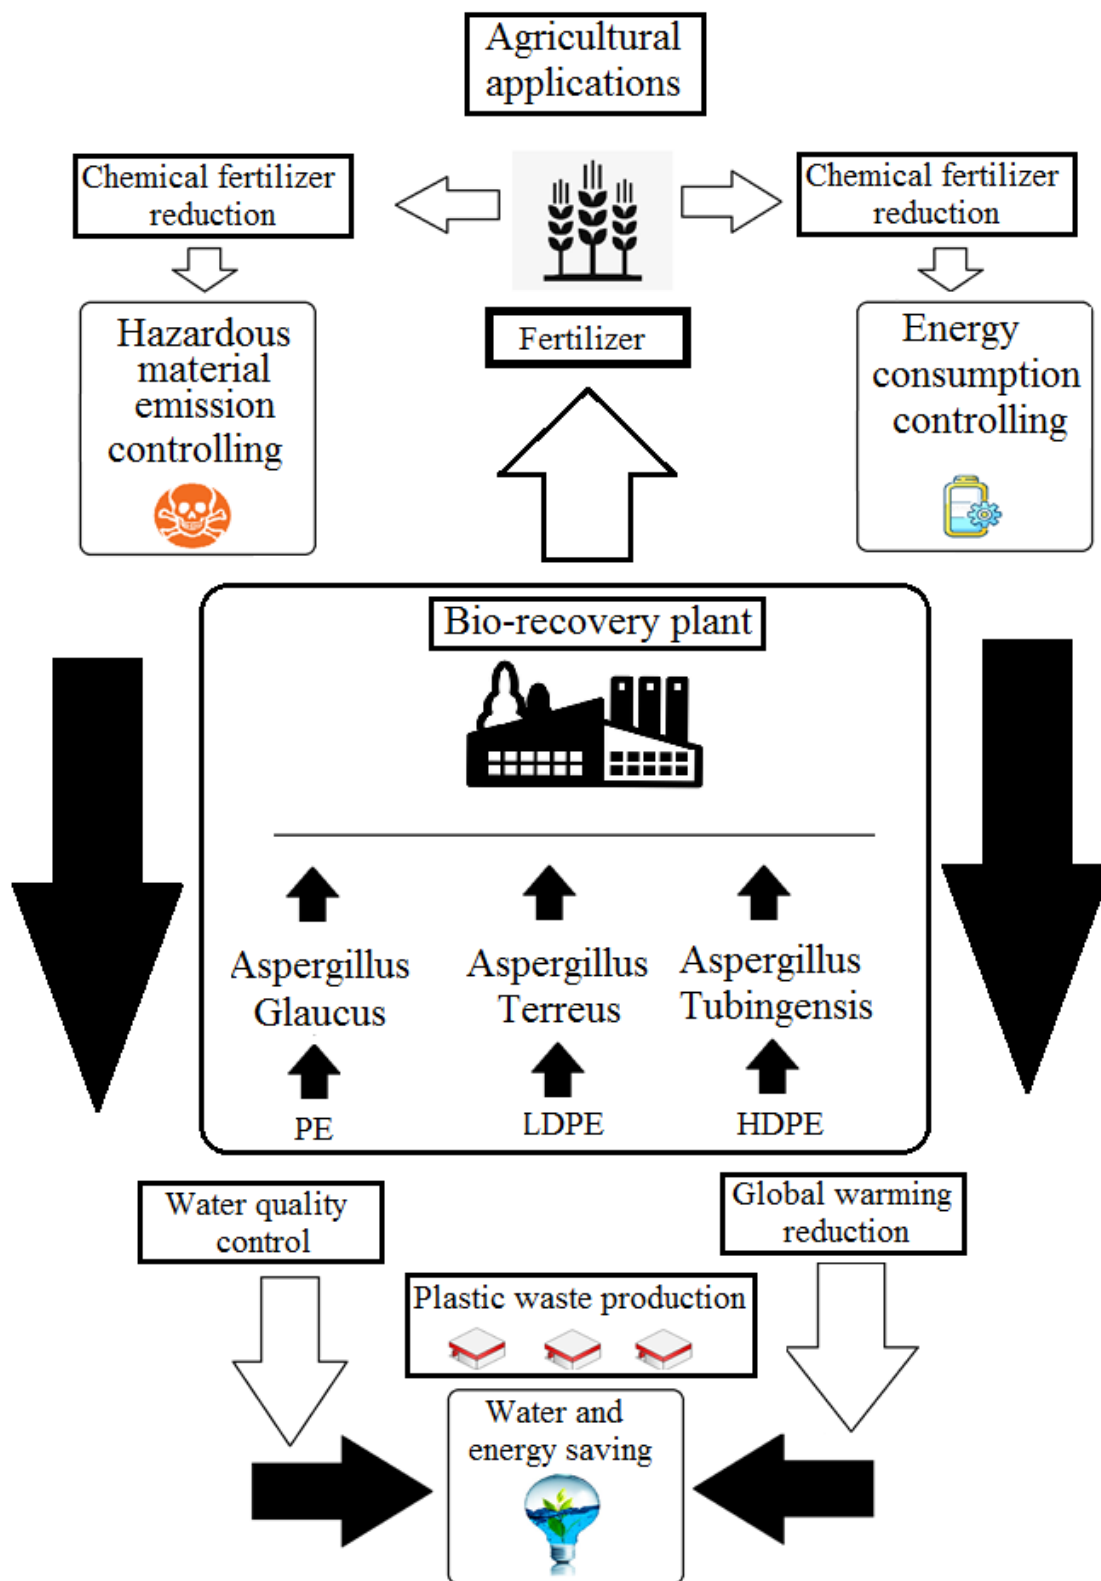 Agricultural
applications
Chemical fertilizer
reduction
Chemical fertilizer
reduction
Hazardous
material
emission
controlling
Fertilizer
Energy
consumption
controlling
Bio-recovery plant
Aspergillus
Glaucus
Aspergillus
Terreus
Aspergillus
Tubingensis
PE
LDPE
HDPE
Water quality
control
Global warming
reduction
Plastic waste production
Water and
energy saving